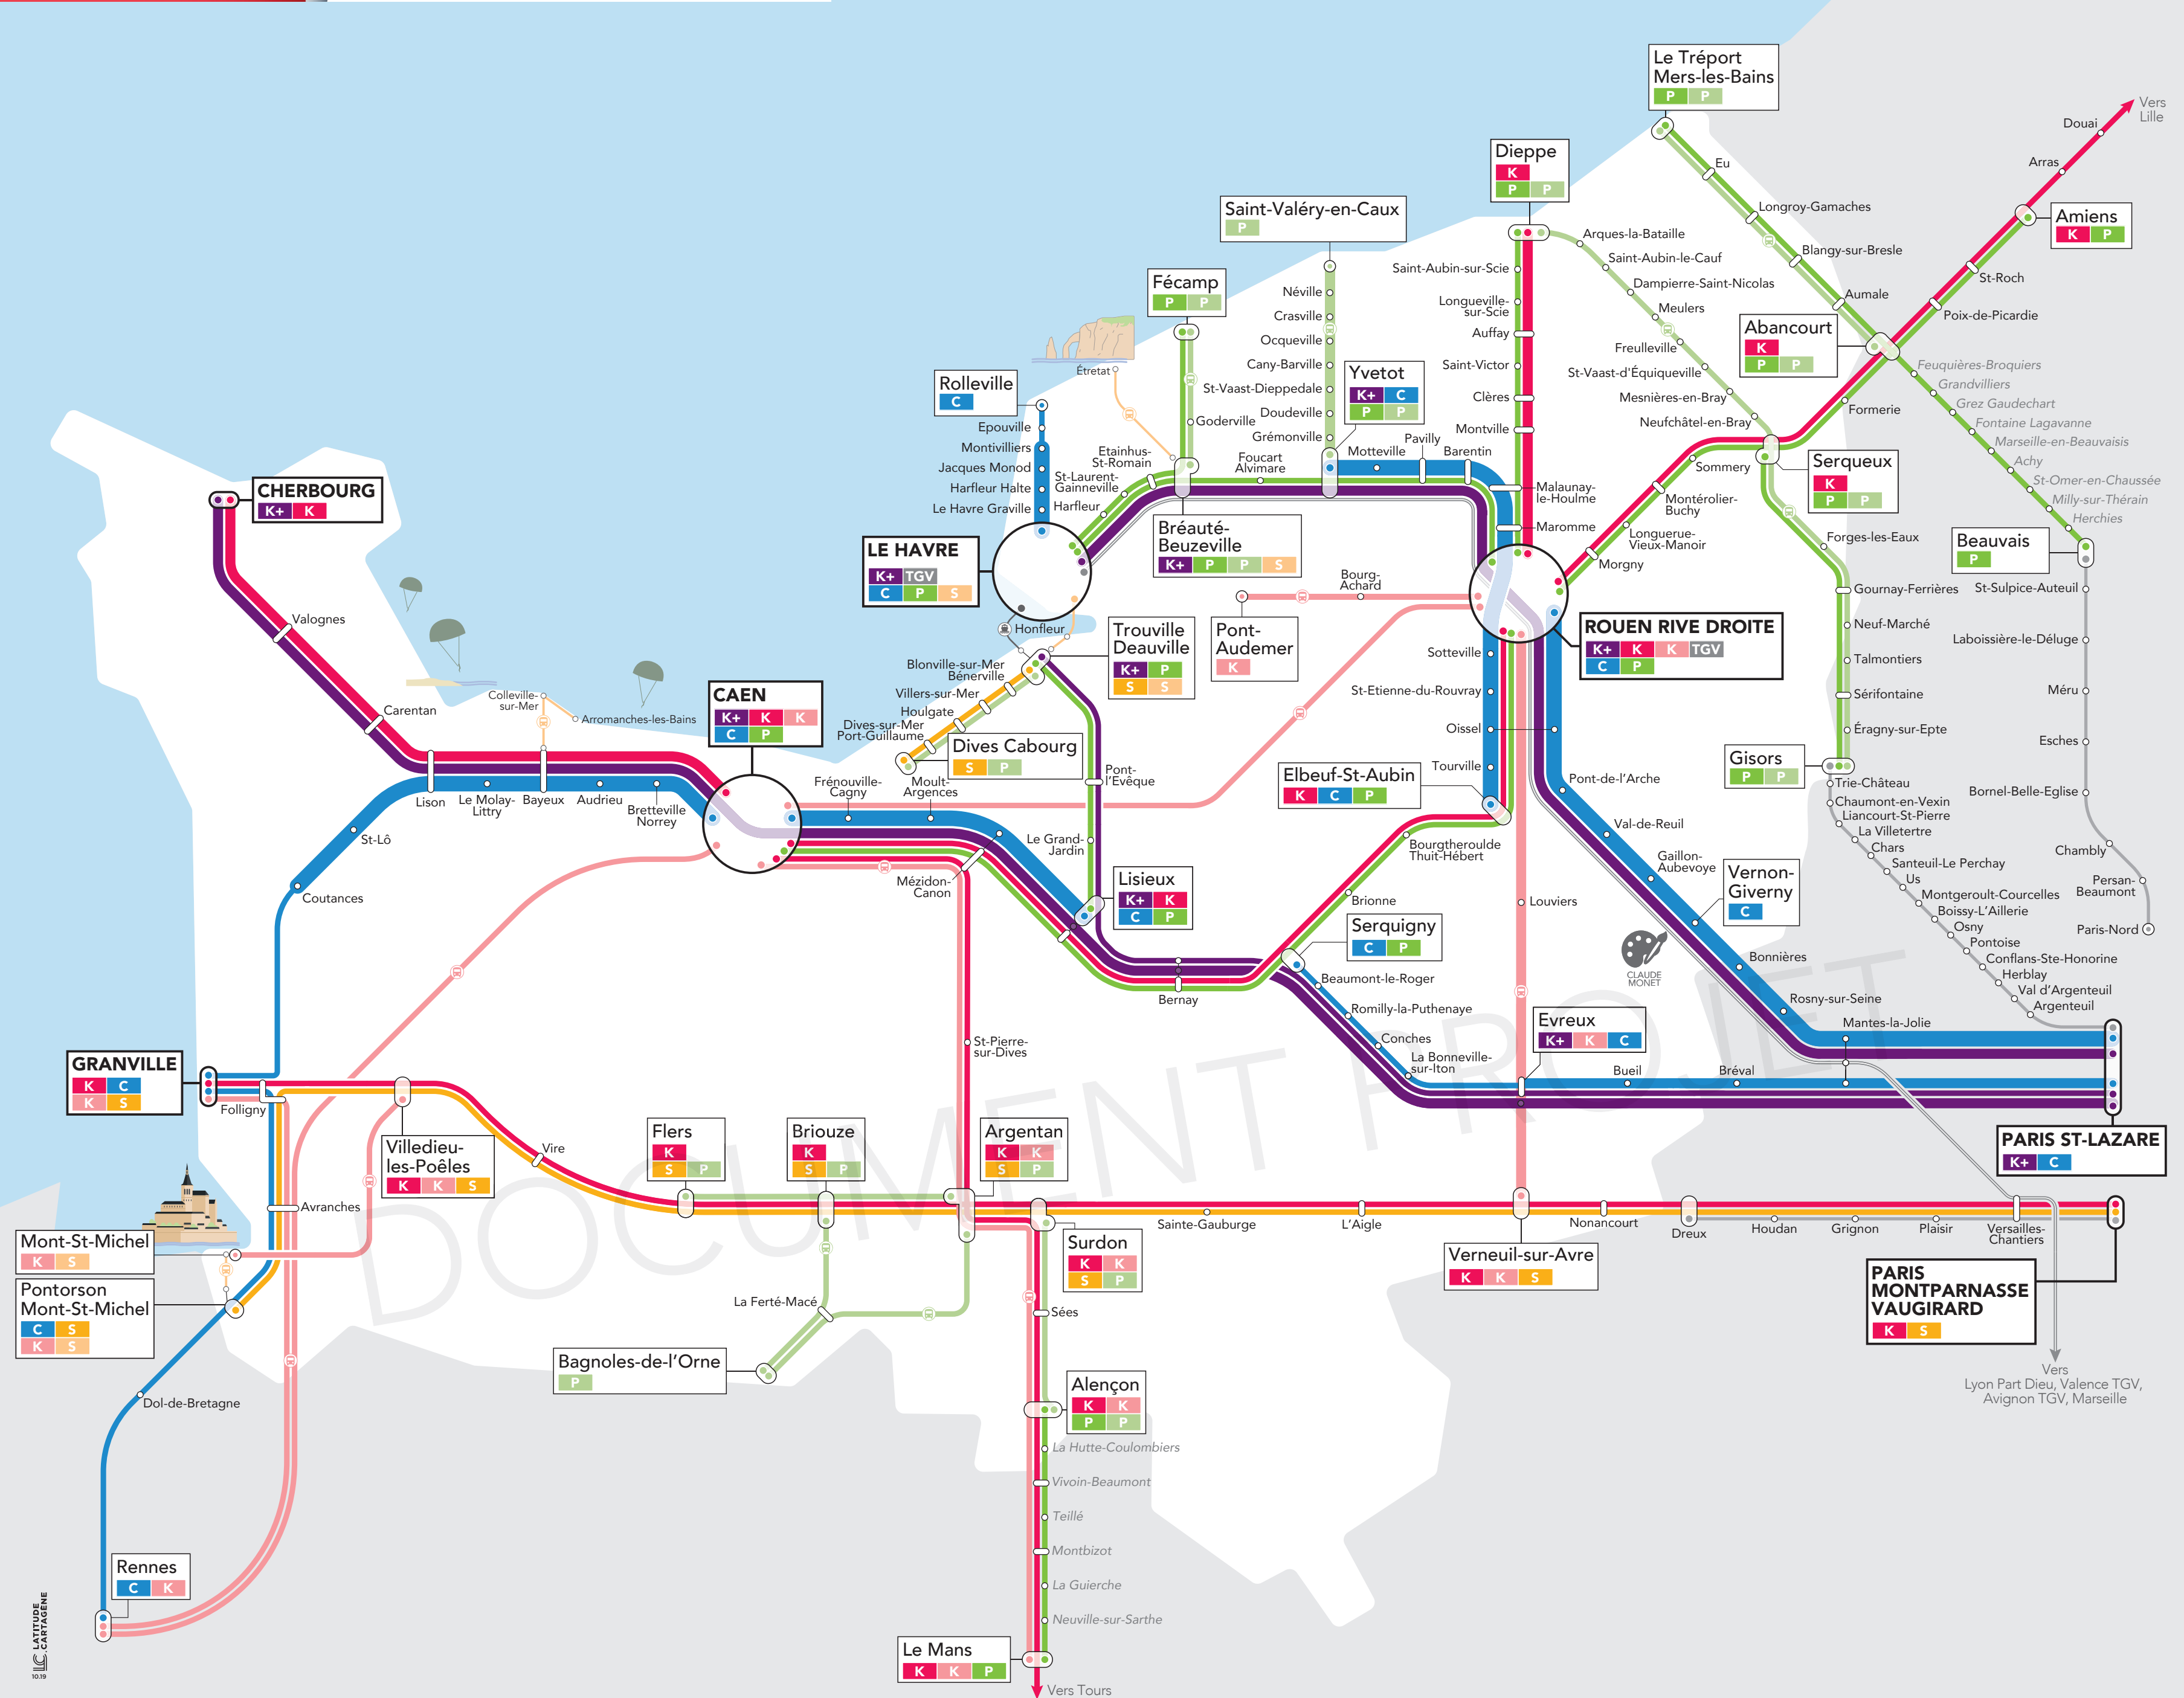 Le Tréport
Mers-les-Bains
P P
Vers
Lille
Douai
Arras
Amiens
K P
St-Roch
Poix-de-Picardie
Eu
Longroy-Gamaches
Blangy-sur-Bresle
Aumale
Abancourt
K
P P
Formerie
Feuquières-Broquiers
Grandvilliers
Grez Gaudechart
Fontaine Lagavanne
Marseille-en-Beauvaisis
Achy
St-Omer-en-Chaussée
Milly-sur-Thérain
Herchies
Beauvais
P
St-Sulpice-Auteuil
Laboissière-le-Déluge
Méru
Esches
Bornel-Belle-Eglise
Chambly
Persan-
Beaumont
Paris-Nord
Dieppe
K
P P
Arques-la-Bataille
Saint-Aubin-le-Cauf
Dampierre-Saint-Nicolas
Meulers
Freulleville
St-Vaast-d'Équiqueville
Mesnières-en-Bray
Neufchâtel-en-Bray
Serqueux
K
P P
Sommery
Montérolier-
Buchy
Longuerue-
Vieux-Manoir
Morgny
Forges-les-Eaux
Gournay-Ferrières
Neuf-Marché
Talmontiers
Sérifontaine
Éragny-sur-Epte
Gisors
P P
Trie-Château
Chaumont-en-Vexin
Liancourt-St-Pierre
La Villetertre
Chars
Santeuil-Le Perchay
Us
Montgeroult-Courcelles
Boissy-L'Aillerie
Osny
Pontoise
Conflans-Ste-Honorine
Herblay
Val d'Argenteuil
Argenteuil
Saint-Aubin-sur-Scie
Longueville-
sur-Scie
Auffay
Saint-Victor
Clères
Montville
Malaunay-
le-Houlme
Maromme
Saint-Valéry-en-Caux
P
Néville
Crasville
Ocqueville
Cany-Barville
St-Vaast-Dieppedale
Doudeville
Grémonville
Yvetot
K+ C
P P
Motteville
Pavilly
Barentin
Fécamp
P P
Goderville
Étretat
Etainhus-
St-Romain
St-Laurent-
Gainneville
Harfleur
Foucart
Alvimare
Bréauté-
Beuzeville
K+ P P S
Rolleville
C
Epouville
Montivilliers
Jacques Monod
Harfleur Halte
Le Havre Graville
LE HAVRE
K+ TGV
C P S
Honfleur
Bourg-
Achard
Pont-
Audemer
K
ROUEN RIVE DROITE
K+ K K TGV
C P
Sotteville
St-Etienne-du-Rouvray
Oissel
Tourville
Elbeuf-St-Aubin
K C P
Pont-de-l'Arche
Val-de-Reuil
Gaillon-
Aubevoye
Vernon-
Giverny
C
CLAUDE
MONET
Bonnières
Rosny-sur-Seine
Mantes-la-Jolie
Louviers
Bourgtheroulde
Thuit-Hébert
Brionne
Serquigny
C P
Beaumont-le-Roger
Romilly-la-Puthenaye
Conches
La Bonneville-
sur-Iton
Evreux
K+ K C
Bueil
Bréval
PARIS ST-LAZARE
K+ C
Trouville
Deauville
K+ P
S S
Blonville-sur-Mer
Bénerville
Villers-sur-Mer
Houlgate
Dives-sur-Mer
Port-Guillaume
Dives Cabourg
S P
Pont-
l'Evêque
Le Grand-
Jardin
Lisieux
K+ K
C P
Bernay
CHERBOURG
K+ K
Valognes
Carentan
Colleville-
sur-Mer
Arromanches-les-Bains
CAEN
K+ K K
C P
Lison
Le Molay-
Littry
Bayeux
Audrieu
Bretteville
Norrey
Frénouville-
Cagny
Moult-
Argences
Mézidon-
Canon
St-Lô
Coutances
St-Pierre-
sur-Dives
GRANVILLE
K C
K S
Folligny
Villedieu-
les-Poêles
K K S
Vire
Flers
K
S P
Briouze
K
S P
Argentan
K K
S P
Avranches
Mont-St-Michel
K S
Pontorson
Mont-St-Michel
C S
K S
Dol-de-Bretagne
Rennes
C K
La Ferté-Macé
Bagnoles-de-l'Orne
P
Surdon
K K
S P
Sées
Alençon
K K
P P
La Hutte-Coulombiers
Vivoin-Beaumont
Teillé
Montbizot
La Guierche
Neuville-sur-Sarthe
Le Mans
K K P
Vers Tours
Sainte-Gauburge
L'Aigle
Verneuil-sur-Avre
K K S
Nonancourt
Dreux
Houdan
Grignon
Plaisir
Versailles-
Chantiers
PARIS
MONTPARNASSE
VAUGIRARD
K S
Vers
Lyon Part Dieu, Valence TGV,
Avignon TGV, Marseille
DOCUMENT PROJET
LC. LATITUDE
CARTAGÈNE
10.19